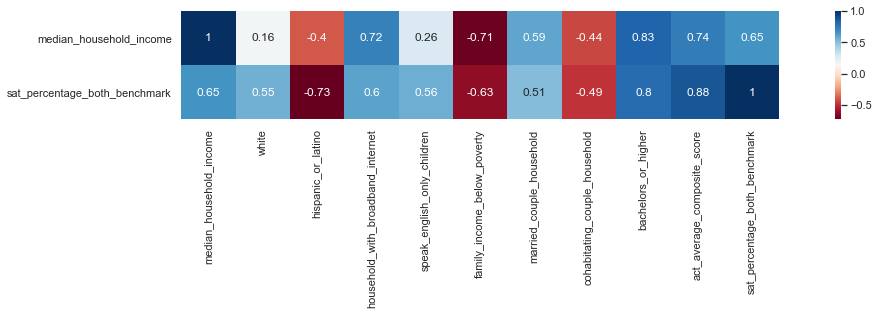 median_household_income
1 0.16 -0.4 0.72 0.26 -0.71 0.59 -0.44 0.83 0.74 0.65
sat_percentage_both_benchmark
0.65 0.55 -0.73 0.6 0.56 -0.63 0.51 -0.49 0.8 0.88 1
median_household_income
white
hispanic_or_latino
household_with_broadband_internet
speak_english_only_children
family_income_below_poverty
married_couple_household
cohabitating_couple_household
bachelors_or_higher
act_average_composite_score
sat_percentage_both_benchmark
1.0
0.5
0.0
−0.5